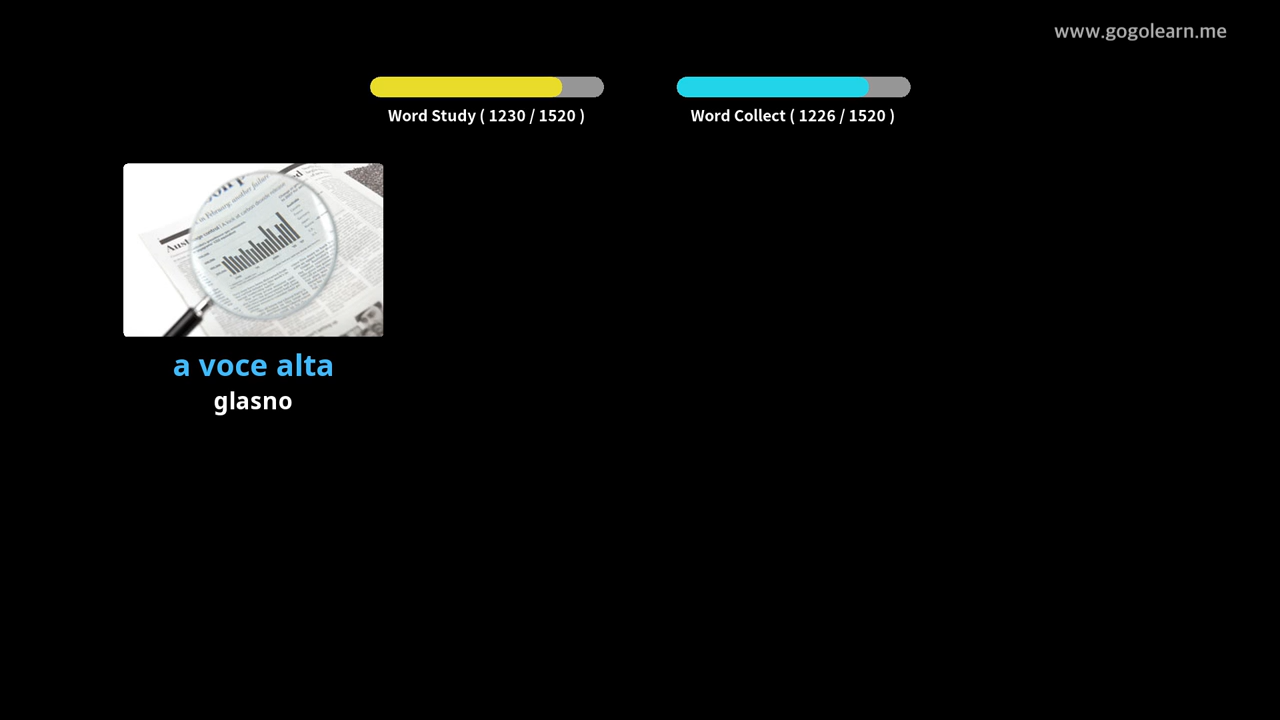 www.gogolearn.me
Word Study ( 1230 / 1520 )
Word Collect ( 1226 / 1520 )
a voce alta
glasno